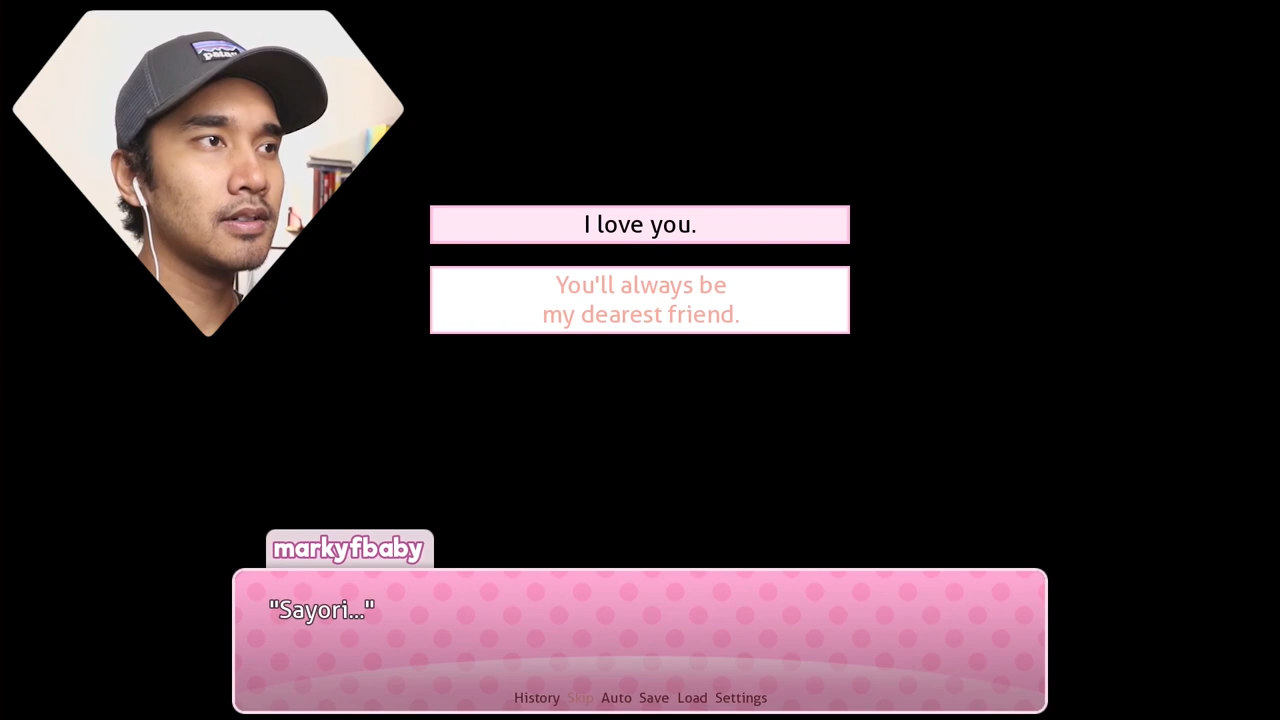 I love you.
You'll always be
my dearest friend.
markyfbaby
"Sayori..."
History Skip Auto Save Load Settings